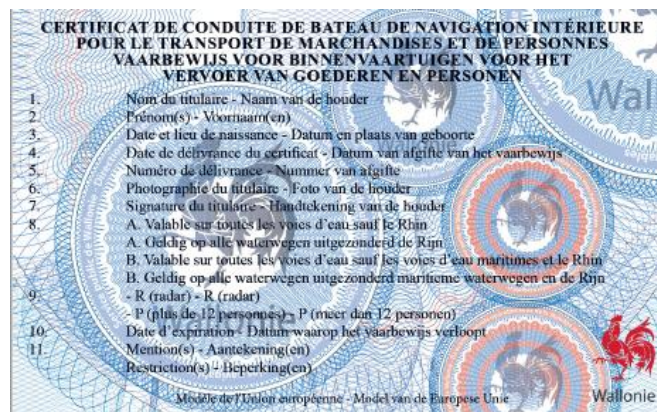 CERTIFICAT DE CONDUITE DE BATEAU DE NAVIGATION INTÉRIEURE
POUR LE TRANSPORT DE MARCHANDISES ET DE PERSONNES
VAARBEWIJS VOOR BINNENVAARTUIGEN VOOR HET
VERVOER VAN GOEDEREN EN PERSONEN
1. Nom du titulaire - Naam van de houder
2. Prénom(s) - Voornaam(en)
3. Date et lieu de naissance - Datum en plaats van geboorte
4. Date de délivrance du certificat - Datum van afgifte van het vaarbewijs
5. Numéro de délivrance - Nummer van afgifte
6. Photographie du titulaire - Foto van de houder
7. Signature du titulaire - Handtekening van de houder
8. A. Valable sur toutes les voies d'eau sauf le Rhin
A. Geldig op alle waterwegen uitgezonderd de Rijn
B. Valable sur toutes les voies d'eau sauf les voies d'eau maritimes et le Rhin
B. Geldig op alle waterwegen uitgezonderd maritieme waterwegen en de Rijn
9. - R (radar) - R (radar)
- P (plus de 12 personnes) - P (meer dan 12 personen)
10. Date d'expiration - Datum waarop het vaarbewijs verloopt
11. Mention(s) - Aantekening(en)
Restriction(s) - Beperking(en)
Modèle de l'Union européenne - Model van de Europese Unie
Wallonie